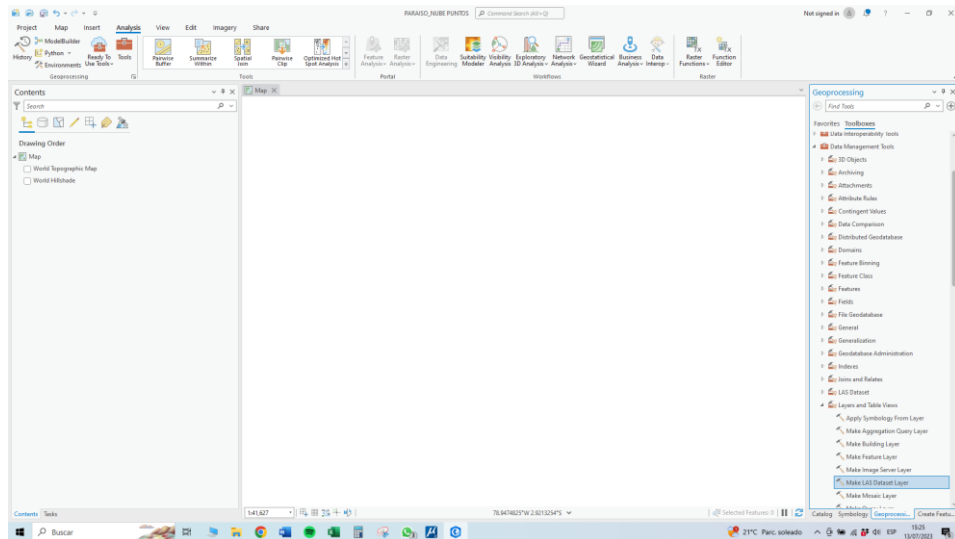 PARAISO_NUBE PUNTOS
Command Search (Alt+Q)
Not signed in
?
Project Map Insert Analysis View Edit Imagery Share
History
ModelBuilder
Python
Environments
Ready To Use Tools
Tools
Geoprocessing
Pairwise Buffer
Summarize Within
Spatial Join
Pairwise Clip
Optimized Hot Spot Analysis
Tools
Feature Analysis
Raster Analysis
Portal
Data Engineering
Suitability Modeler
Visibility Analysis
Exploratory 3D Analysis
Network Analysis
Geostatistical Wizard
Business Analysis
Data Interop
Workflows
Raster Functions
Function Editor
Raster
Contents
Search
Drawing Order
Map
World Topographic Map
World Hillshade
Contents Tasks
Map
1:41,627
78.9474825°W 2.9213254°S
Selected Features: 0
Geoprocessing
Find Tools
Favorites Toolboxes
Data Interoperability Tools
Data Management Tools
3D Objects
Archiving
Attachments
Attribute Rules
Contingent Values
Data Comparison
Distributed Geodatabase
Domains
Feature Binning
Feature Class
Features
Fields
File Geodatabase
General
Generalization
Geodatabase Administration
Indexes
Joins and Relates
LAS Dataset
Layers and Table Views
Apply Symbology From Layer
Make Aggregation Query Layer
Make Building Layer
Make Feature Layer
Make Image Server Layer
Make LAS Dataset Layer
Make Mosaic Layer
Catalog Symbology Geoprocessi... Create Featu...
Buscar
21°C Parc. soleado
ESP
15:25
13/07/2023